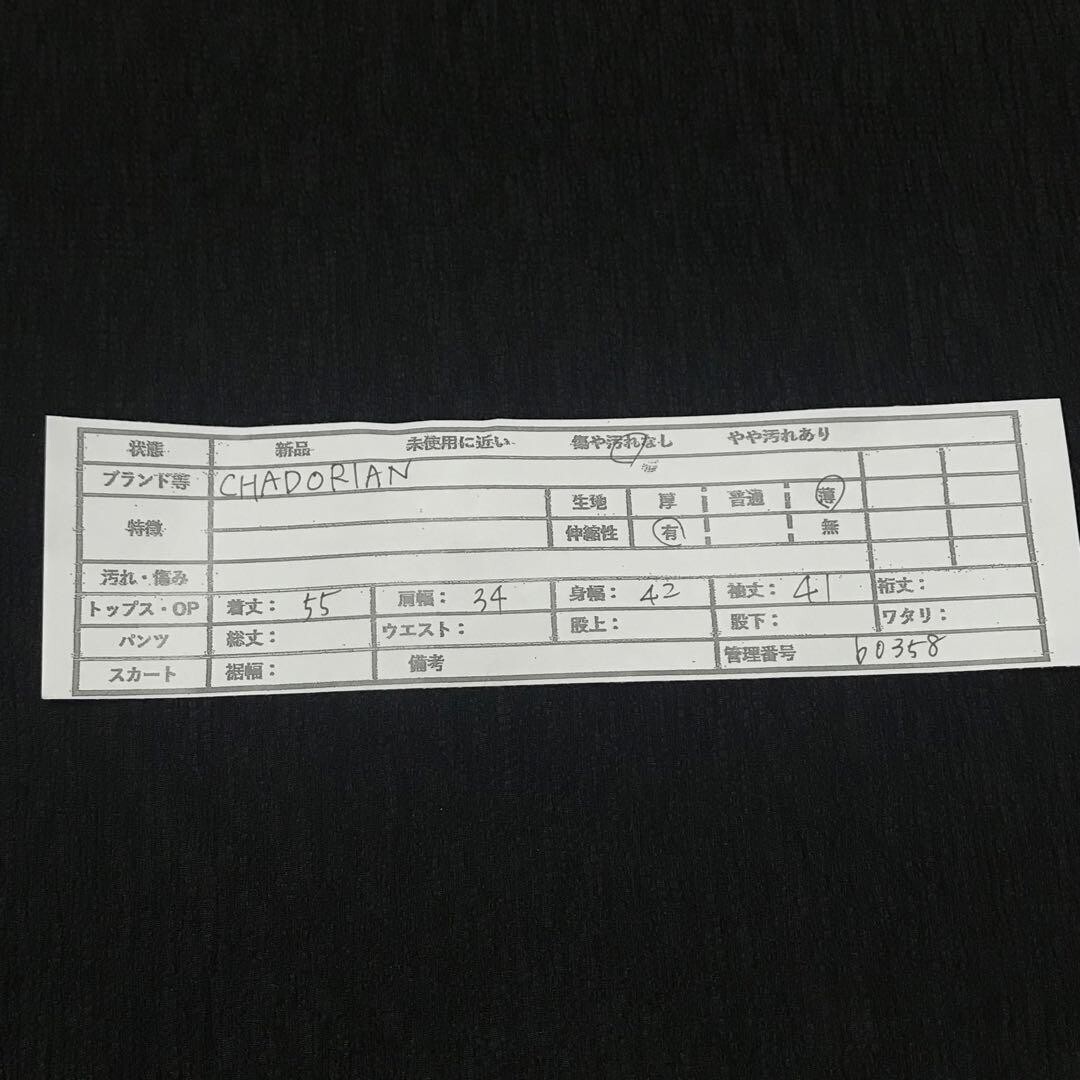 状態 新品 未使用に近い 傷や汚れなし やや汚れあり
ブランド等 CHADORIAN
特徴 生地 厚 普通 薄
伸縮性 有 無
汚れ・傷み
トップス・OP 着丈： 55 肩幅： 34 身幅： 42 袖丈： 41 裄丈：
パンツ 総丈： ウエスト： 股上： 股下： ワタリ：
スカート 裾幅： 備考 管理番号 b0358